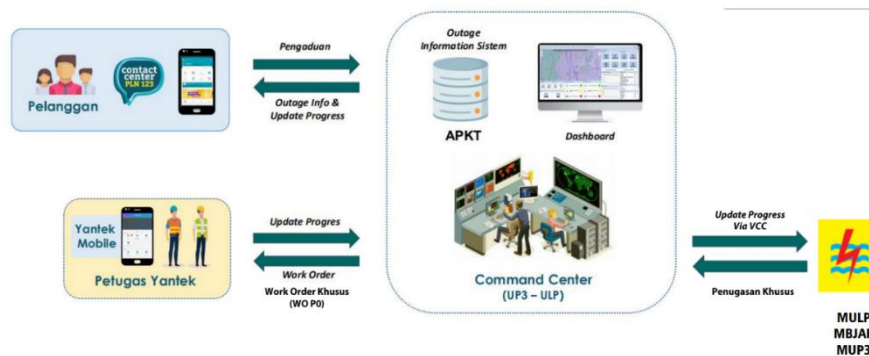 Pelanggan
contact
center
PLN 123
Pengaduan
Outage Info &
Update Progress
Outage
Information Sistem
APKT
Dashboard
Yantek
Mobile
Petugas Yantek
Update Progres
Work Order
Work Order Khusus
(WO P0)
Command Center
(UP3 – ULP)
Update Progress
Via VCC
Penugasan Khusus
MULP
MUP3